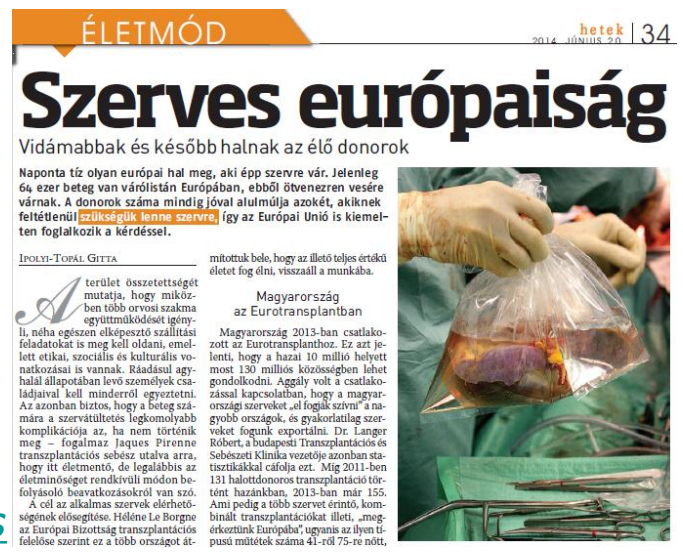 ÉLETMÓD
hetek
2014. JÚNIUS 20.
34
Szerves európaiság
Vidámabbak és később halnak az élő donorok
Naponta tíz olyan európai hal meg, aki épp szervre vár. Jelenleg
64 ezer beteg van várólistán Európában, ebből ötvenezren vesére
várnak. A donorok száma mindig jóval alulmúlja azokét, akiknek
feltétlenül szükségük lenne szervre, így az Európai Unió is kiemel-
ten foglalkozik a kérdéssel.
IPOLYI-TOPÁL GITTA
A terület összetettségét
mutatja, hogy miköz-
ben több orvosi szakma
együttműködését igény-
li, néha egészen elképesztő szállítási
feladatokat is meg kell oldani, emel-
lett etikai, szociális és kulturális vo-
natkozásai is vannak. Ráadásul agy-
halál állapotában levő személyek csa-
ládjaival kell minderről egyeztetni.
Az azonban biztos, hogy a beteg szá-
mára a szervátültetés legkomolyabb
komplikációja az, ha nem történik
meg – fogalmaz Jaques Pirenne
transzplantációs sebész utalva arra,
hogy itt életmentő, de legalábbis az
életminőséget rendkívüli módon be-
folyásoló beavatkozásokról van szó.
A cél az alkalmas szervek elérhető-
ségének elősegítése. Héléne Le Borgne
az Európai Bizottság transzplantációs
felelőse szerint ez a több országot át-
mítottuk bele, hogy az illető teljes értékű
életet fog élni, visszaáll a munkába.
Magyarország
az Eurotransplantban
Magyarország 2013-ban csatlako-
zott az Eurotransplanthoz. Ez azt je-
lenti, hogy a hazai 10 millió helyett
most 130 milliós közösségben lehet
gondolkodni. Aggály volt a csatlako-
zással kapcsolatban, hogy a magyar-
országi szerveket „el fogják szívni” a na-
gyobb országok, és gyakorlatilag szer-
veket fogunk exportálni. Dr. Langer
Róbert, a budapesti Transzplantációs és
Sebészeti Klinika vezetője azonban sta-
tisztikákkal cáfolja ezt. Míg 2011-ben
131 halottdonoros transzplantáció tör-
tént hazánkban, 2013-ban már 155.
Ami pedig a több szervet érintő, kom-
binált transzplantációkat illeti, „meg-
érkeztünk Európába”, ugyanis az ilyen tí-
pusú műtétek száma 41-ről 75-re nőtt,